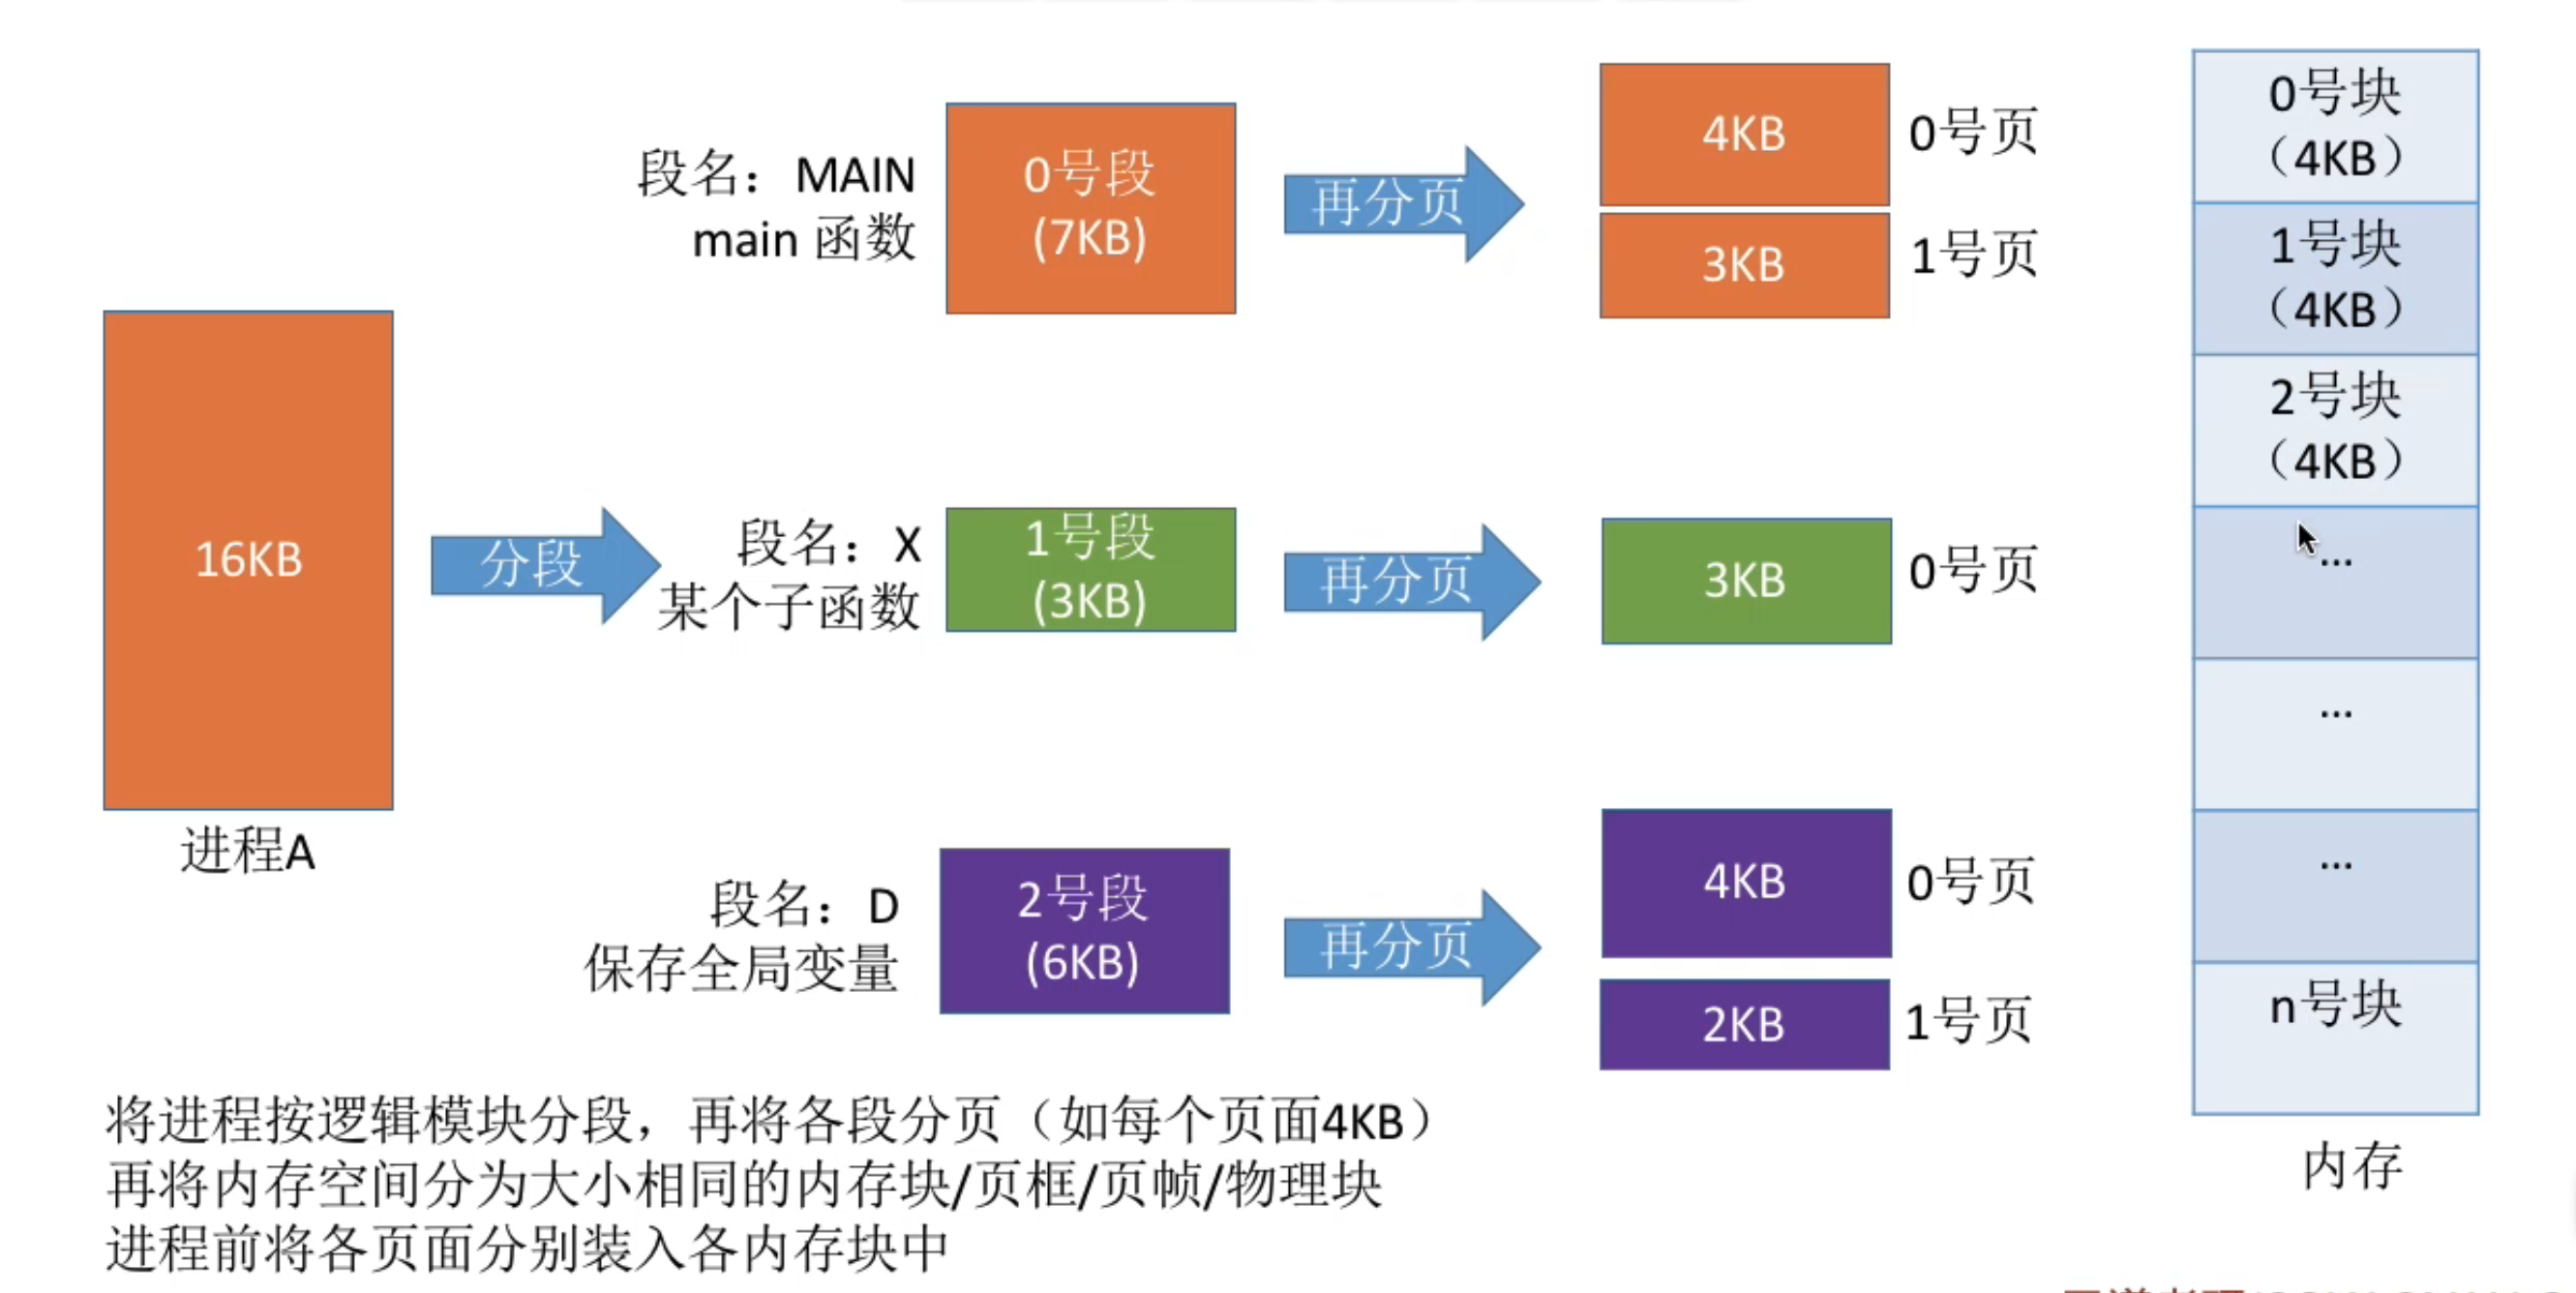 段名：MAIN
main 函数
0号段
(7KB)
再分页
4KB
0号页
3KB
1号页
16KB
进程A
分段
段名：X
某个子函数
1号段
(3KB)
再分页
3KB
0号页
段名：D
保存全局变量
2号段
(6KB)
再分页
4KB
0号页
2KB
1号页
0号块
（4KB）
1号块
（4KB）
2号块
（4KB）
...
...
...
n号块
内存
将进程按逻辑模块分段，再将各段分页（如每个页面4KB）
再将内存空间分为大小相同的内存块/页框/页帧/物理块
进程前将各页面分别装入各内存块中